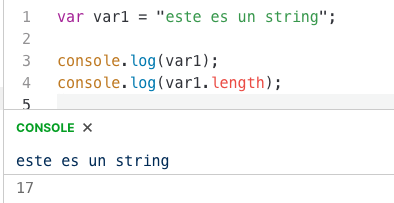 1 var var1 = "este es un string";
2
3 console.log(var1);
4 console.log(var1.length);
5
CONSOLE ×
este es un string
17